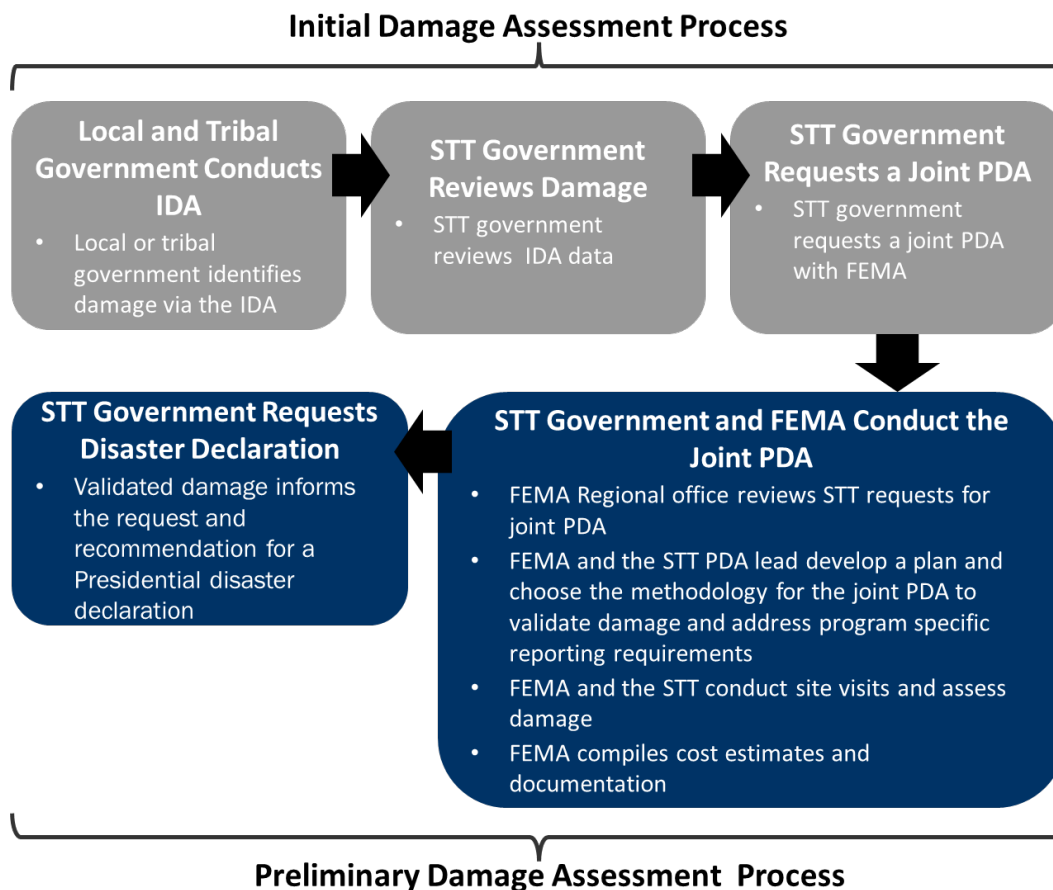 Initial Damage Assessment Process
Local and Tribal
Government Conducts
IDA
• Local or tribal
government identifies
damage via the IDA
STT Government
Reviews Damage
• STT government
reviews IDA data
STT Government
Requests a Joint PDA
• STT government
requests a joint PDA
with FEMA
STT Government and FEMA Conduct the
Joint PDA
• FEMA Regional office reviews STT requests for
joint PDA
• FEMA and the STT PDA lead develop a plan and
choose the methodology for the joint PDA to
validate damage and address program specific
reporting requirements
• FEMA and the STT conduct site visits and assess
damage
• FEMA compiles cost estimates and
documentation
STT Government Requests
Disaster Declaration
• Validated damage informs
the request and
recommendation for a
Presidential disaster
declaration
Preliminary Damage Assessment Process